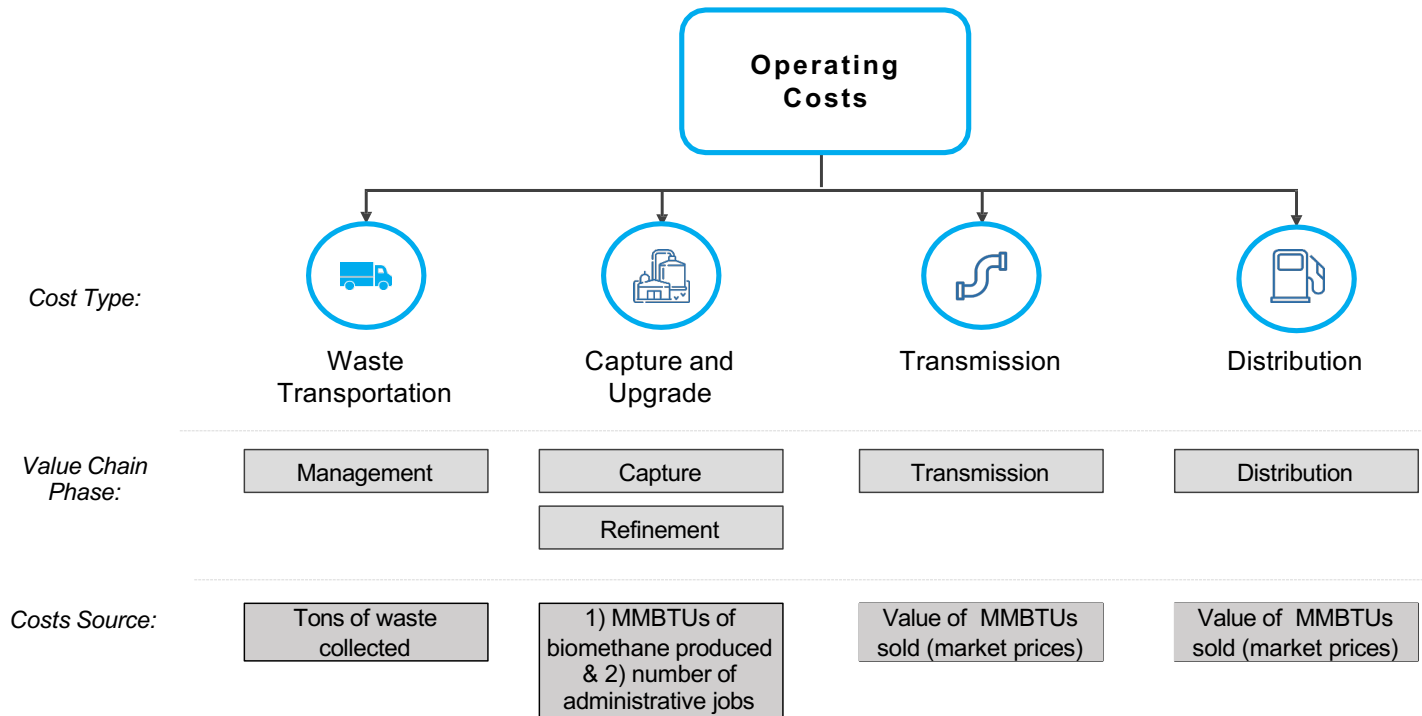 Operating
Costs
Cost Type:
Waste
Transportation
Capture and
Upgrade
Transmission
Distribution
Value Chain
Phase:
Management
Capture
Transmission
Distribution
Refinement
Costs Source:
Tons of waste
collected
1) MMBTUs of
biomethane produced
& 2) number of
administrative jobs
Value of MMBTUs
sold (market prices)
Value of MMBTUs
sold (market prices)